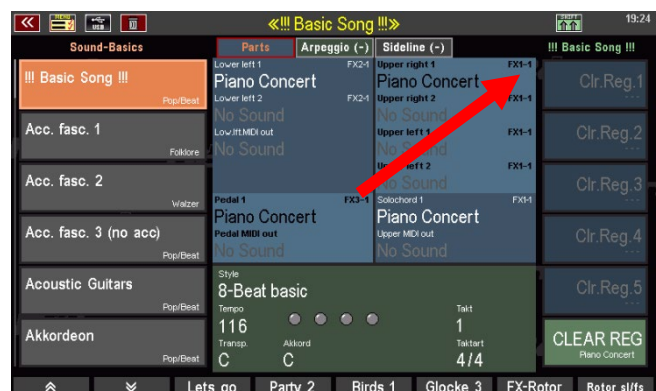 MENU
USB
«!!! Basic Song !!!»
SHIFT
19:24
Sound-Basics
Parts
Arpeggio (-)
Sideline (-)
!!! Basic Song !!!
!!! Basic Song !!!
Pop/Beat
Acc. fasc. 1
Folklore
Acc. fasc. 2
Walzer
Acc. fasc. 3 (no acc)
Pop/Beat
Acoustic Guitars
Pop/Beat
Akkordeon
Pop/Beat
Lower left 1 FX2-1
Piano Concert
Lower left 2 FX2-1
No Sound
Low.lft.MIDI out
No Sound
Upper right 1 FX1-1
Piano Concert
Upper right 2 FX1-1
No Sound
Upper left 1 FX1-1
No Sound
Upper left 2 FX1-1
No Sound
Pedal 1 FX3-1
Piano Concert
Pedal MIDI out
No Sound
Solochord 1 FX1-1
Piano Concert
Upper MIDI out
No Sound
Style
8-Beat basic
Tempo Takt
116 1
Transp. Akkord Taktart
C C 4/4
Clr.Reg.1
---
Clr.Reg.2
---
Clr.Reg.3
---
Clr.Reg.4
---
Clr.Reg.5
---
CLEAR REG
Piano Concert
Lets go Party 2 Birds 1 Glocke 3 FX-Rotor Rotor sl/fs